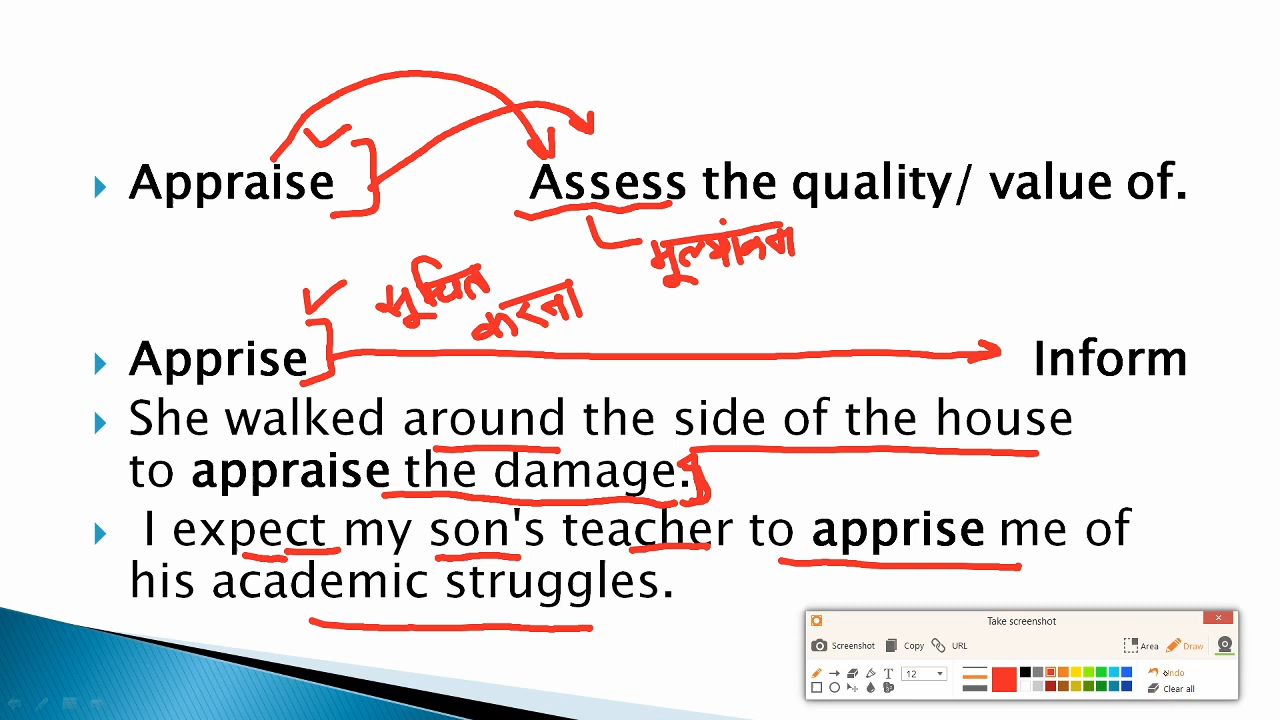 Appraise Assess the quality/ value of.
मूल्यांकन
सूचित
करना
Apprise Inform
She walked around the side of the house
to appraise the damage.
I expect my son's teacher to apprise me of
his academic struggles.
Take screenshot
Screenshot Copy URL Area Draw
T 12 Undo
Clear all